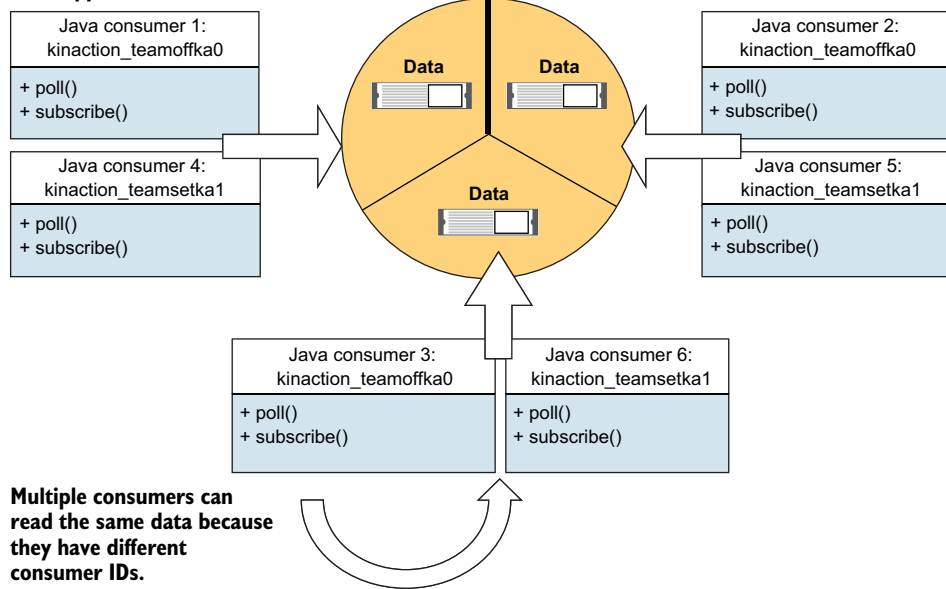 Java consumer 1:
kinaction_teamoffka0
+ poll()
+ subscribe()
Java consumer 4:
kinaction_teamsetka1
+ poll()
+ subscribe()
Data
Data
Data
Java consumer 2:
kinaction_teamoffka0
+ poll()
+ subscribe()
Java consumer 5:
kinaction_teamsetka1
+ poll()
+ subscribe()
Java consumer 3:
kinaction_teamoffka0
+ poll()
+ subscribe()
Java consumer 6:
kinaction_teamsetka1
+ poll()
+ subscribe()
Multiple consumers can
read the same data because
they have different
consumer IDs.